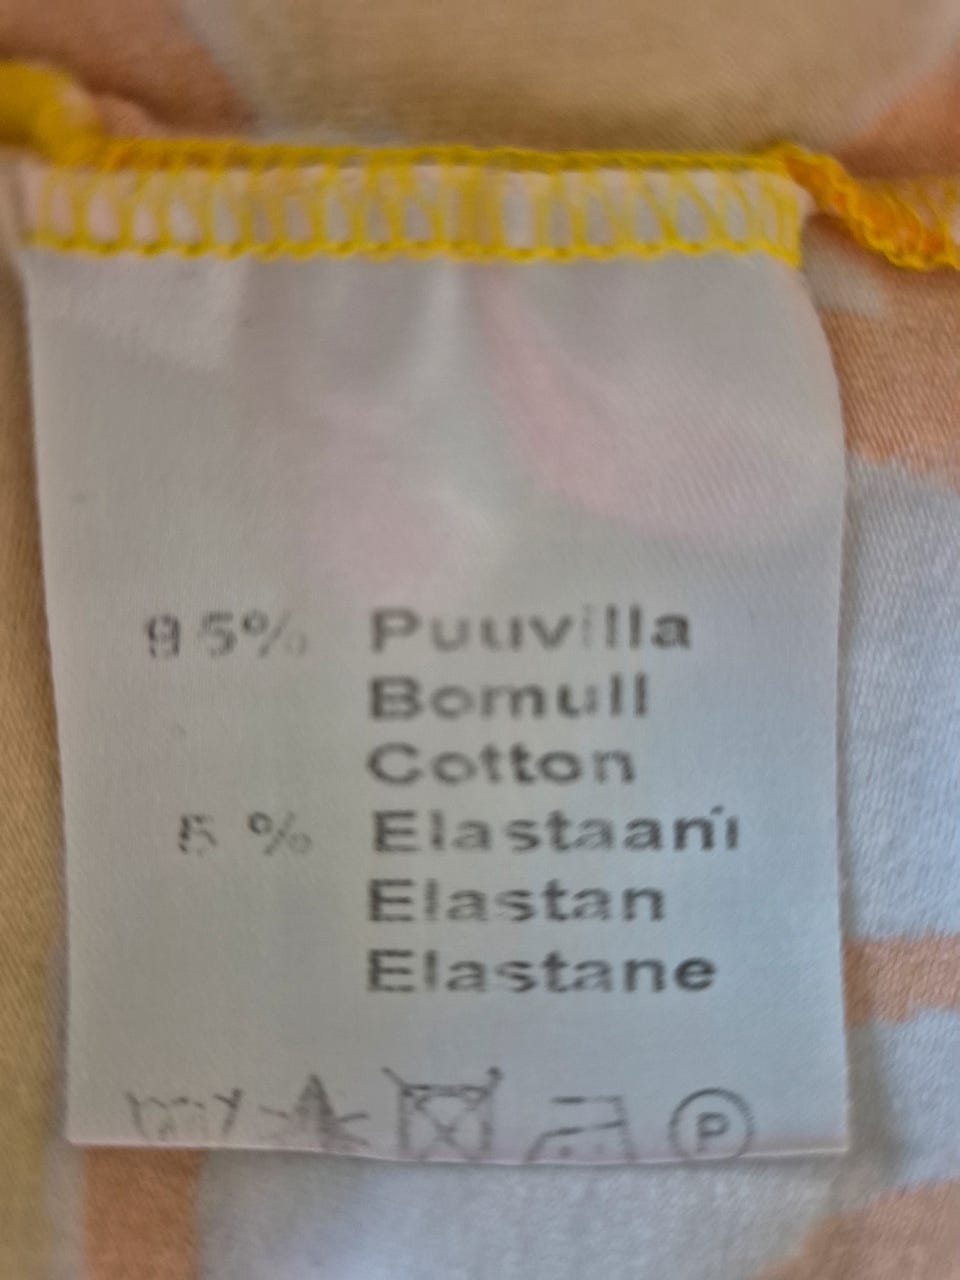 95% Puuvilla
Bomull
Cotton
5 % Elastaani
Elastan
Elastane
P